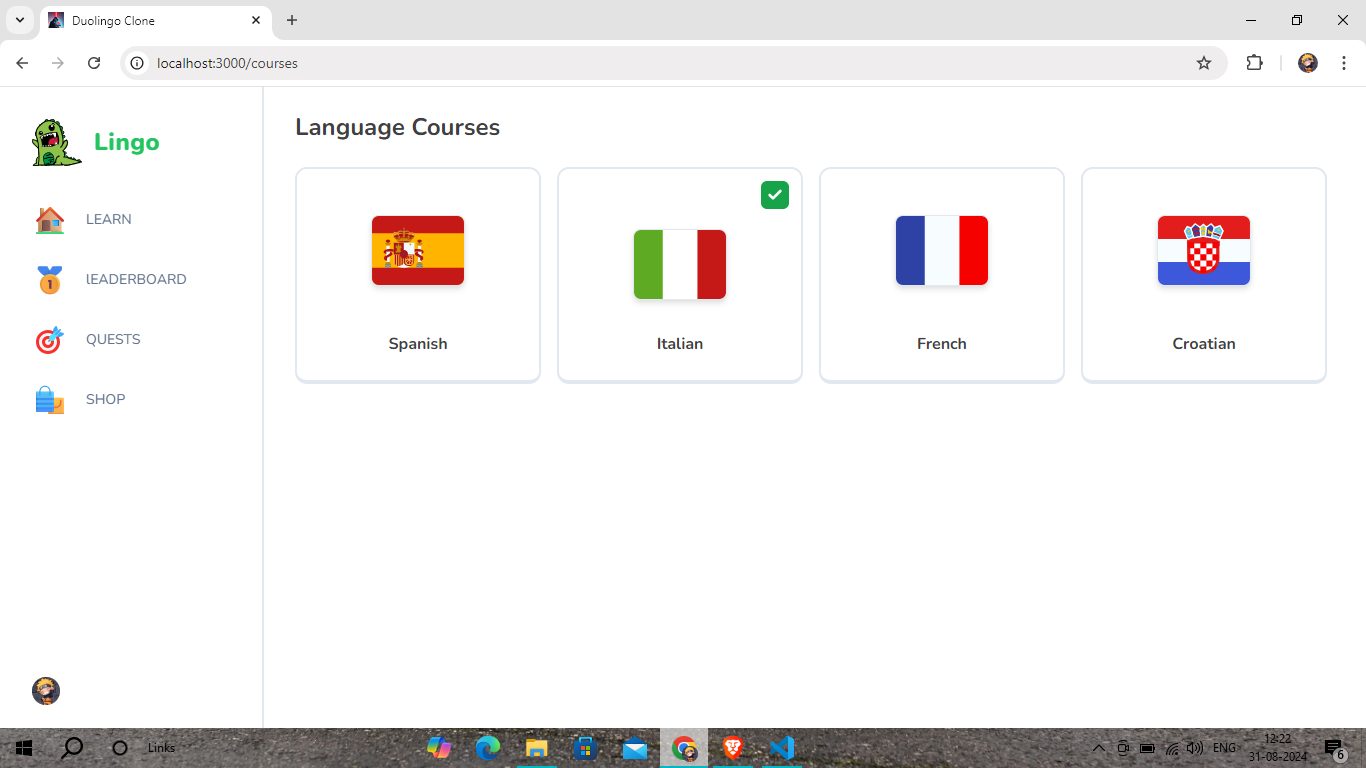 Duolingo Clone
localhost:3000/courses
Lingo
LEARN
lEADERBOARD
QUESTS
SHOP
Language Courses
Spanish
Italian
French
Croatian
1
Links
ENG
12:22
31-08-2024
6